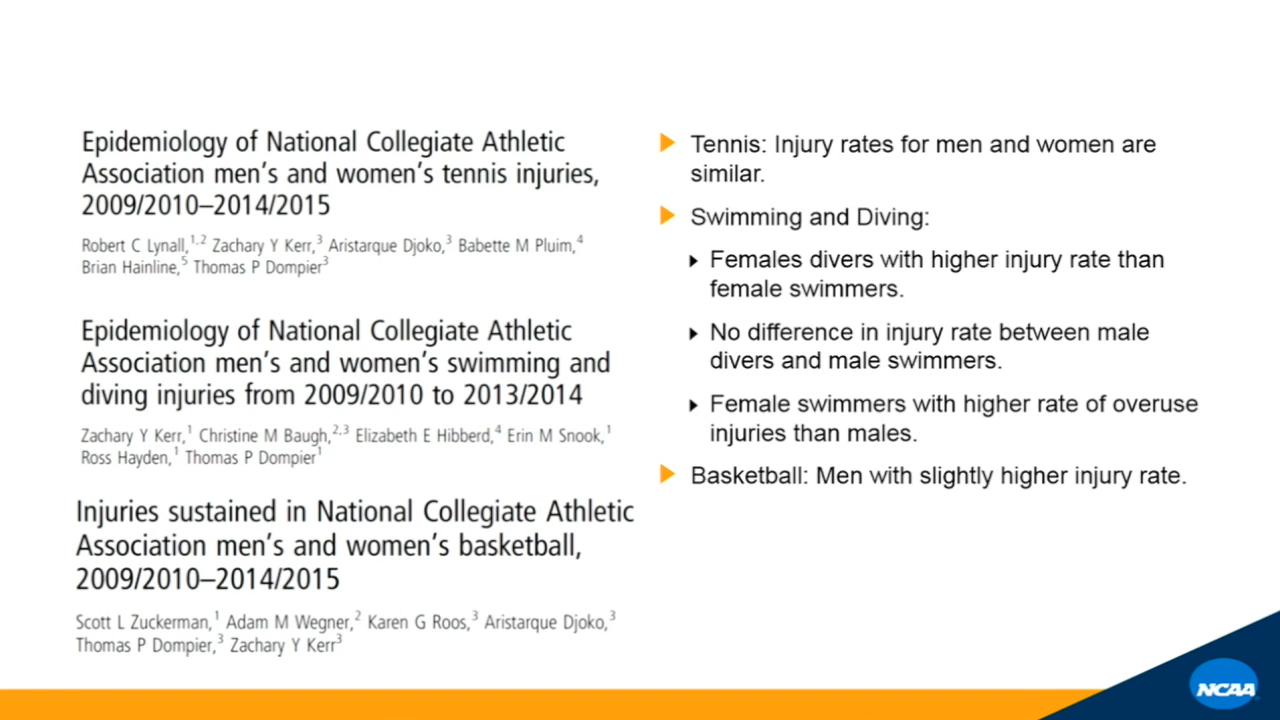 Epidemiology of National Collegiate Athletic
Association men's and women's tennis injuries,
2009/2010–2014/2015
Robert C Lynall,1,2 Zachary Y Kerr,3 Aristarque Djoko,3 Babette M Pluim,4
Brian Hainline,5 Thomas P Dompier3
Epidemiology of National Collegiate Athletic
Association men's and women's swimming and
diving injuries from 2009/2010 to 2013/2014
Zachary Y Kerr,1 Christine M Baugh,2,3 Elizabeth E Hibberd,4 Erin M Snook,1
Ross Hayden,1 Thomas P Dompier1
Injuries sustained in National Collegiate Athletic
Association men's and women's basketball,
2009/2010–2014/2015
Scott L Zuckerman,1 Adam M Wegner,2 Karen G Roos,3 Aristarque Djoko,3
Thomas P Dompier,3 Zachary Y Kerr3
Tennis: Injury rates for men and women are
similar.
Swimming and Diving:
Females divers with higher injury rate than
female swimmers.
No difference in injury rate between male
divers and male swimmers.
Female swimmers with higher rate of overuse
injuries than males.
Basketball: Men with slightly higher injury rate.
NCAA